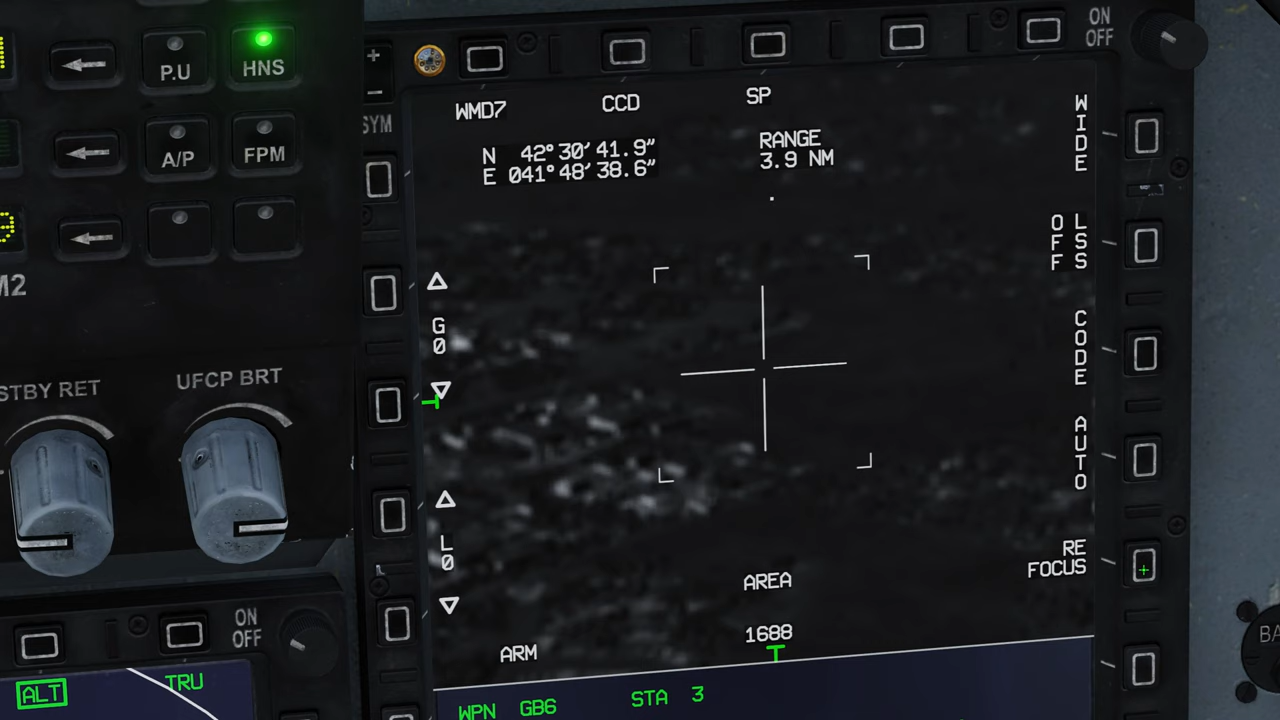 P.U
HNS
A/P
FPM
M2
STBY RET
UFCP BRT
ON
OFF
ALT
TRU
+
−
SYM
ON
OFF
WMD7
CCD
SP
N 42°30′41.9″
E 041°48′38.6″
RANGE
3.9 NM
WIDE
LSS
OFF
CODE
AUTO
RE
FOCUS
G
0
L
0
AREA
1688
ARM
WPN GB6 STA 3
BA